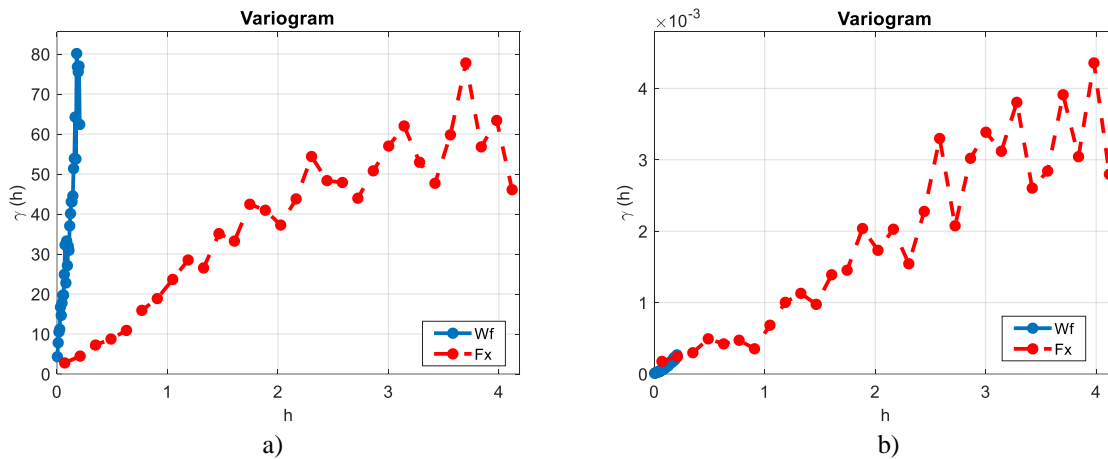 Variogram
80
70
60
50
40
30
20
10
0
γ (h)
0 1 2 3 4
h
Wf
Fx
a)
×10⁻³
Variogram
4
3
2
1
0
γ (h)
0 1 2 3 4
h
Wf
Fx
b)